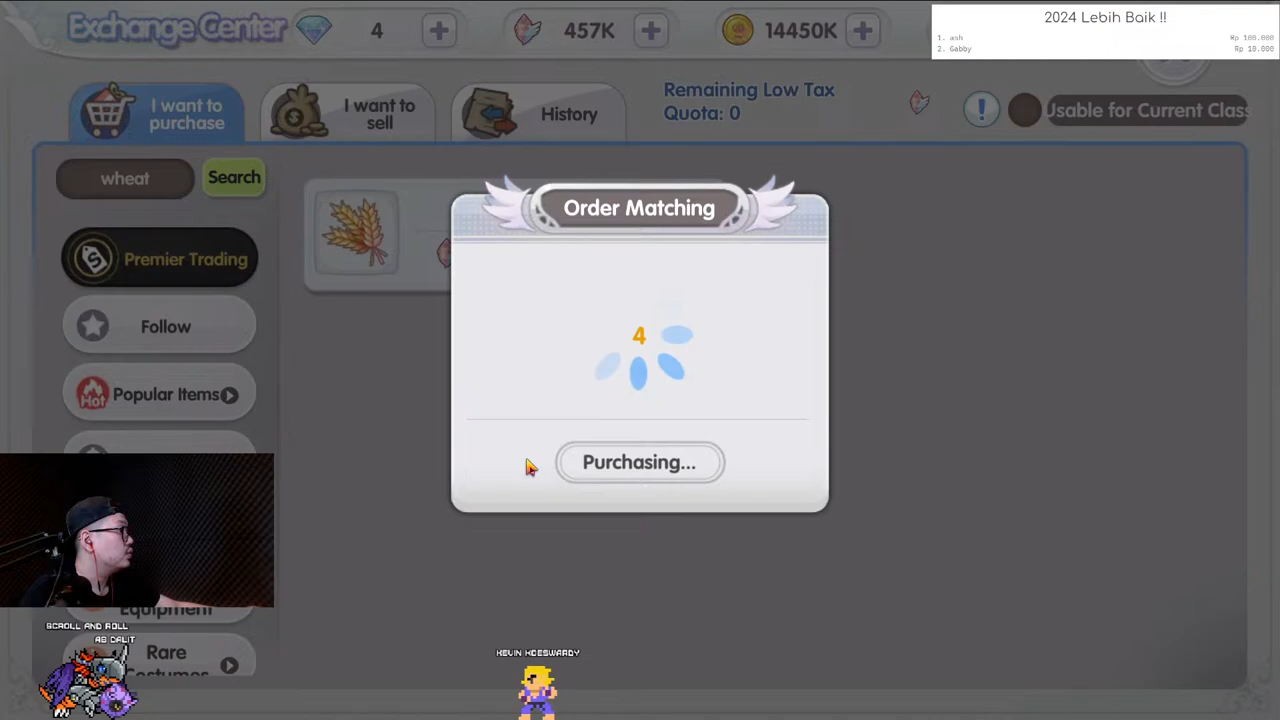 Exchange Center
4
457K
14450K
2024 Lebih Baik !!
1. ash Rp 100.000
2. Gabby Rp 10.000
I want to
purchase
I want to
sell
History
Remaining Low Tax
Quota: 0
Usable for Current Class
wheat
Search
Order Matching
Premier Trading
Follow
4
Popular Items
Purchasing...
Equipment
SCROLL AND ROLL
Rare
Costumes